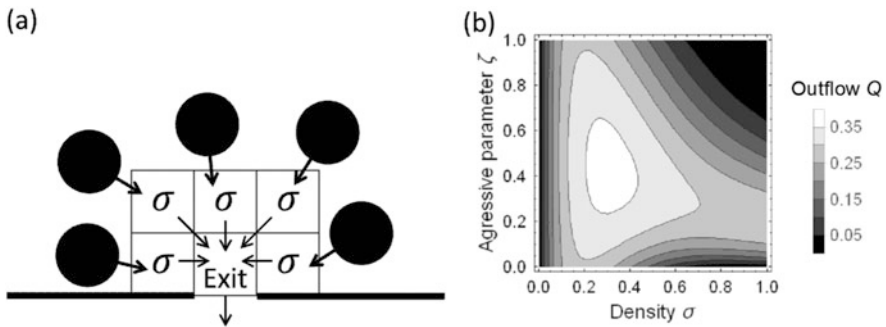 (a)
σ σ σ
σ Exit σ
(b)
Agressive parameter ζ
1.0
0.8
0.6
0.4
0.2
0.0
0.0 0.2 0.4 0.6 0.8 1.0
Density σ
Outflow Q
0.35
0.25
0.15
0.05